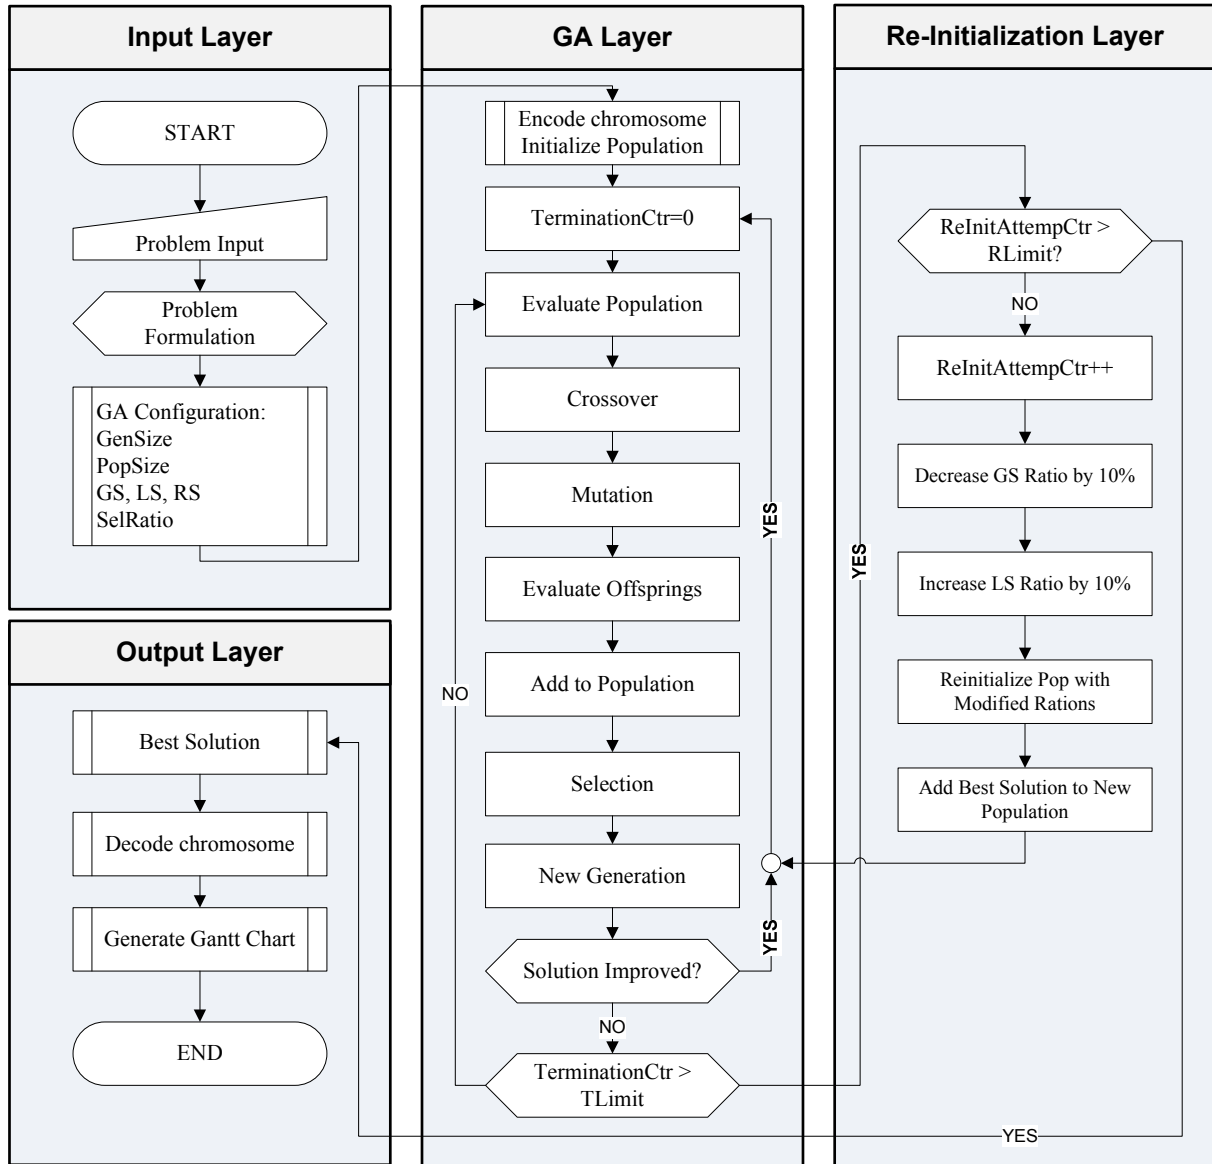 Input Layer
START
Problem Input
Problem
Formulation
GA Configuration:
GenSize
PopSize
GS, LS, RS
SelRatio
Output Layer
Best Solution
Decode chromosome
Generate Gantt Chart
END
GA Layer
Encode chromosome
Initialize Population
TerminationCtr=0
Evaluate Population
Crossover
Mutation
Evaluate Offsprings
Add to Population
Selection
New Generation
Solution Improved?
NO
TerminationCtr >
TLimit
NO
YES
YES
Re-Initialization Layer
ReInitAttempCtr >
RLimit?
NO
ReInitAttempCtr++
Decrease GS Ratio by 10%
Increase LS Ratio by 10%
Reinitialize Pop with
Modified Rations
Add Best Solution to New
Population
YES
YES